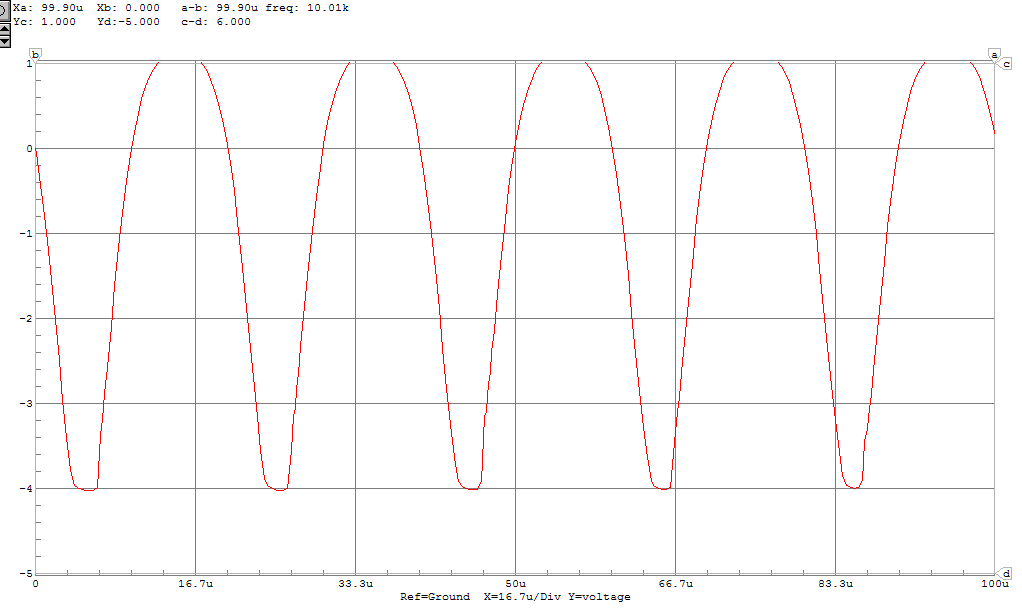 Xa: 99.90u Xb: 0.000 a-b: 99.90u freq: 10.01k
Yc: 1.000 Yd:-5.000 c-d: 6.000
b
a
1
c
0
-1
-2
-3
-4
-5
d
0 16.7u 33.3u 50u 66.7u 83.3u 100u
Ref=Ground X=16.7u/Div Y=voltage